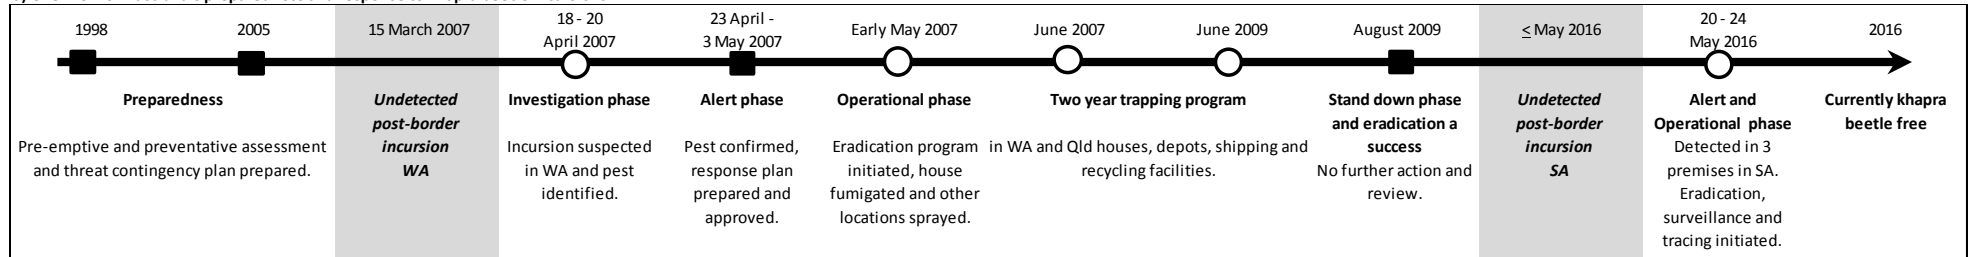 1998
2005
15 March 2007
18 - 20
April 2007
23 April -
3 May 2007
Early May 2007
June 2007
June 2009
August 2009
< May 2016
20 - 24
May 2016
2016
Preparedness
Pre-emptive and preventative assessment
and threat contingency plan prepared.
Undetected
post-border
incursion
WA
Investigation phase
Incursion suspected
in WA and pest
identified.
Alert phase
Pest confirmed,
response plan
prepared and
approved.
Operational phase
Eradication program
initiated, house
fumigated and other
locations sprayed.
Two year trapping program
in WA and Qld houses, depots, shipping and
recycling facilities.
Stand down phase
and eradication a
success
No further action and
review.
Undetected
post-border
incursion
SA
Alert and
Operational phase
Detected in 3
premises in SA.
Eradication,
surveillance and
tracing initiated.
Currently khapra
beetle free